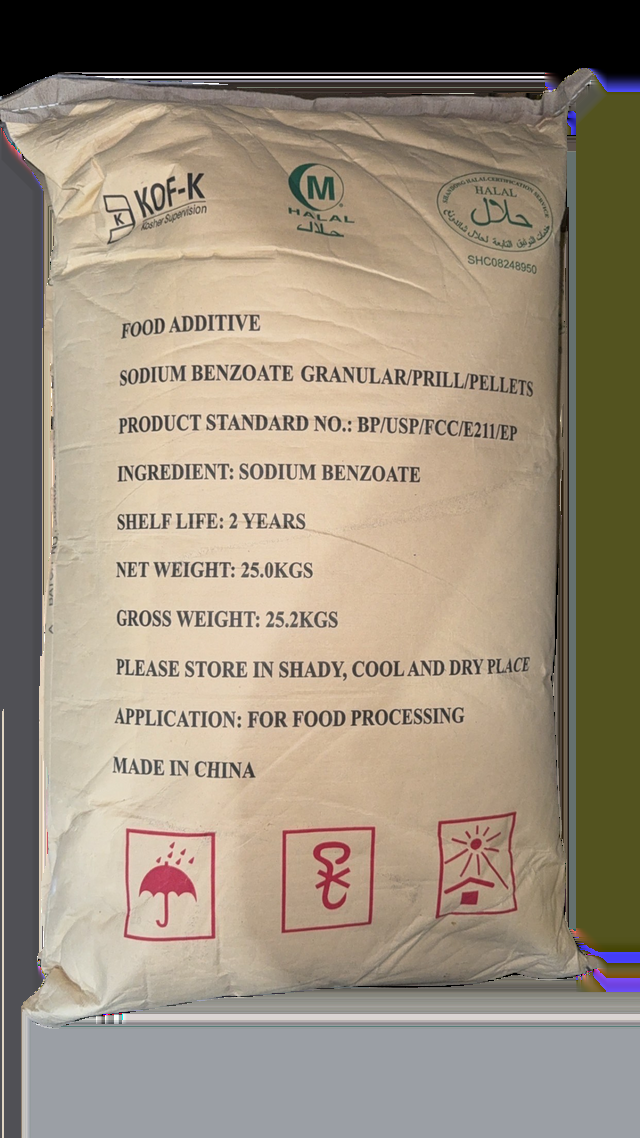 KOF-K
Kosher Supervision
K
M
HALAL
حلال
SHANDONG HALAL CERTIFICATION SERVICE
HALAL
حلال
SHC08248950
FOOD ADDITIVE
SODIUM BENZOATE GRANULAR/PRILL/PELLETS
PRODUCT STANDARD NO.: BP/USP/FCC/E211/EP
INGREDIENT: SODIUM BENZOATE
SHELF LIFE: 2 YEARS
NET WEIGHT: 25.0KGS
GROSS WEIGHT: 25.2KGS
PLEASE STORE IN SHADY, COOL AND DRY PLACE
APPLICATION: FOR FOOD PROCESSING
MADE IN CHINA